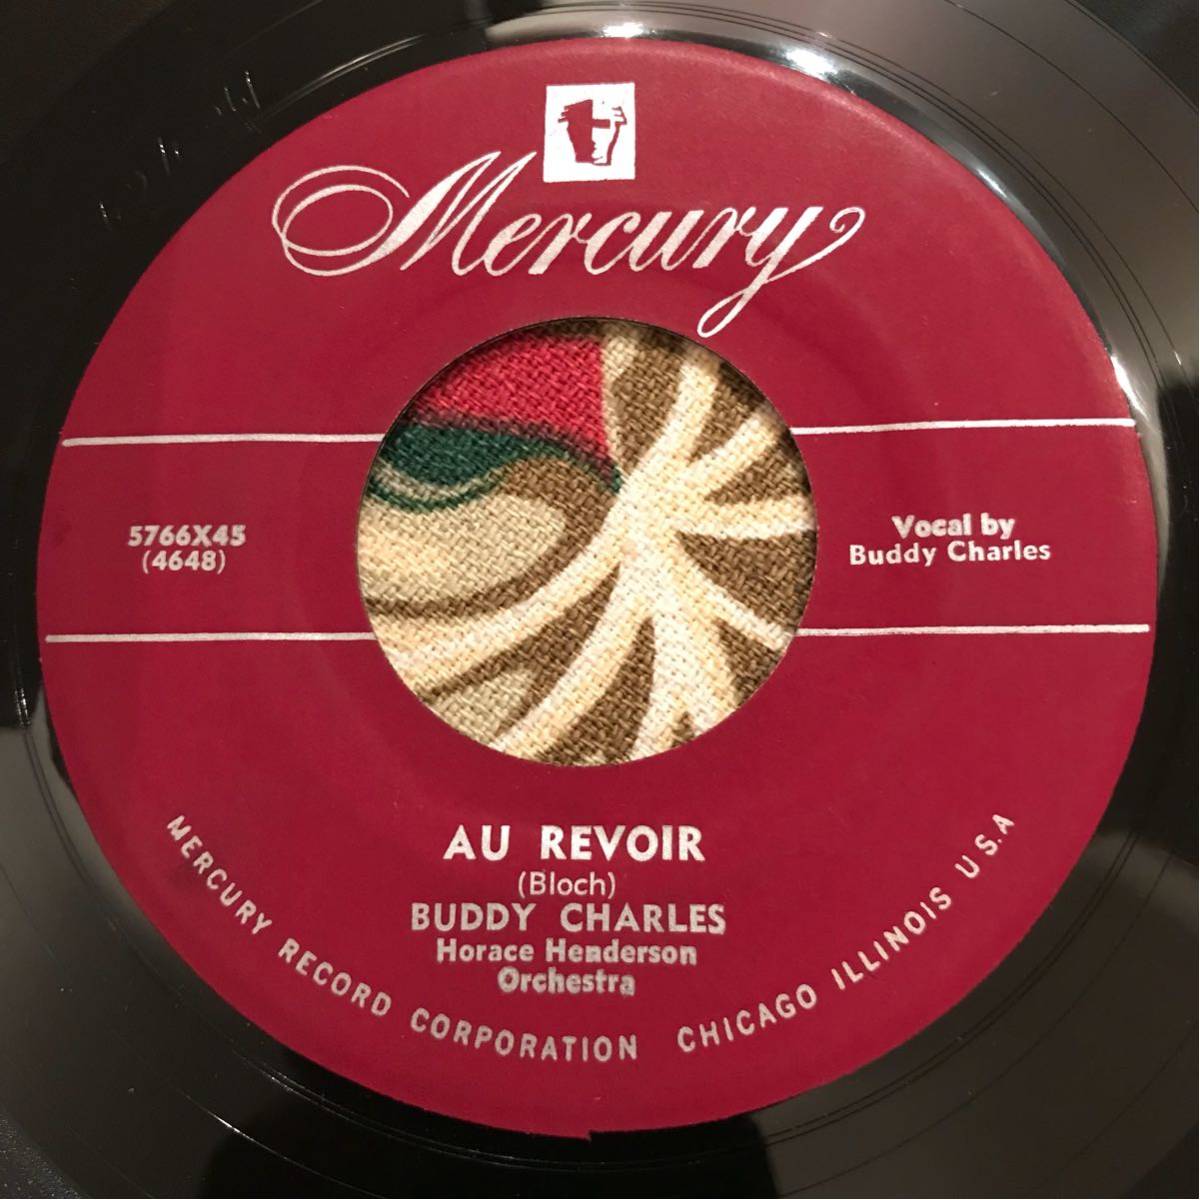 Mercury
5766X45
(4648)
Vocal by
Buddy Charles
AU REVOIR
(Bloch)
BUDDY CHARLES
Horace Henderson
Orchestra
MERCURY RECORD CORPORATION CHICAGO ILLINOIS U.S.A